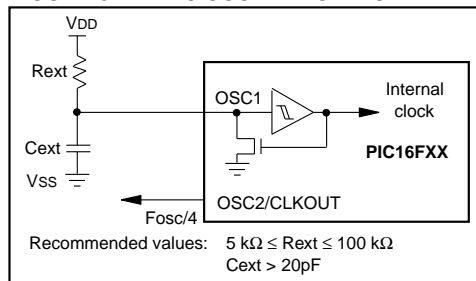 VDD
Rext
OSC1
Internal
clock
Cext
PIC16FXX
VSS
OSC2/CLKOUT
Fosc/4
Recommended values: 5 kΩ ≤ Rext ≤ 100 kΩ
Cext > 20pF